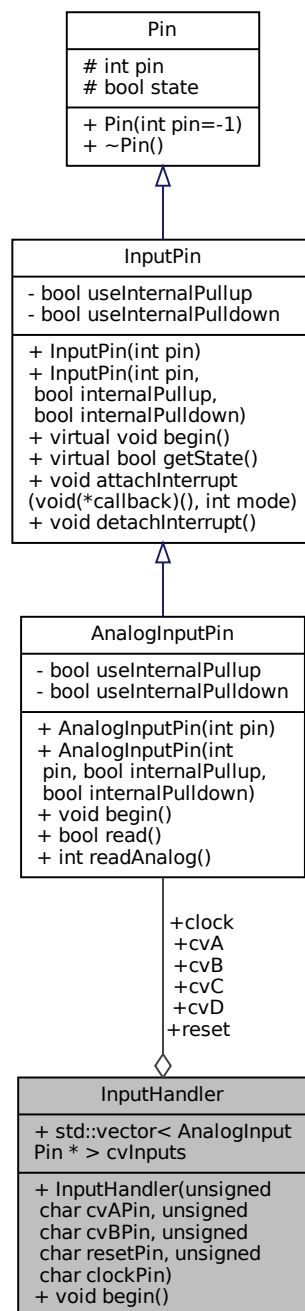 Pin
# int pin
# bool state
+ Pin(int pin=-1)
+ ~Pin()
InputPin
- bool useInternalPullup
- bool useInternalPulldown
+ InputPin(int pin)
+ InputPin(int pin,
bool internalPullup,
bool internalPulldown)
+ virtual void begin()
+ virtual bool getState()
+ void attachInterrupt
(void(*callback)(), int mode)
+ void detachInterrupt()
AnalogInputPin
- bool useInternalPullup
- bool useInternalPulldown
+ AnalogInputPin(int pin)
+ AnalogInputPin(int
pin, bool internalPullup,
bool internalPulldown)
+ void begin()
+ bool read()
+ int readAnalog()
+clock
+cvA
+cvB
+cvC
+cvD
+reset
InputHandler
+ std::vector< AnalogInput
Pin * > cvInputs
+ InputHandler(unsigned
char cvAPin, unsigned
char cvBPin, unsigned
char resetPin, unsigned
char clockPin)
+ void begin()